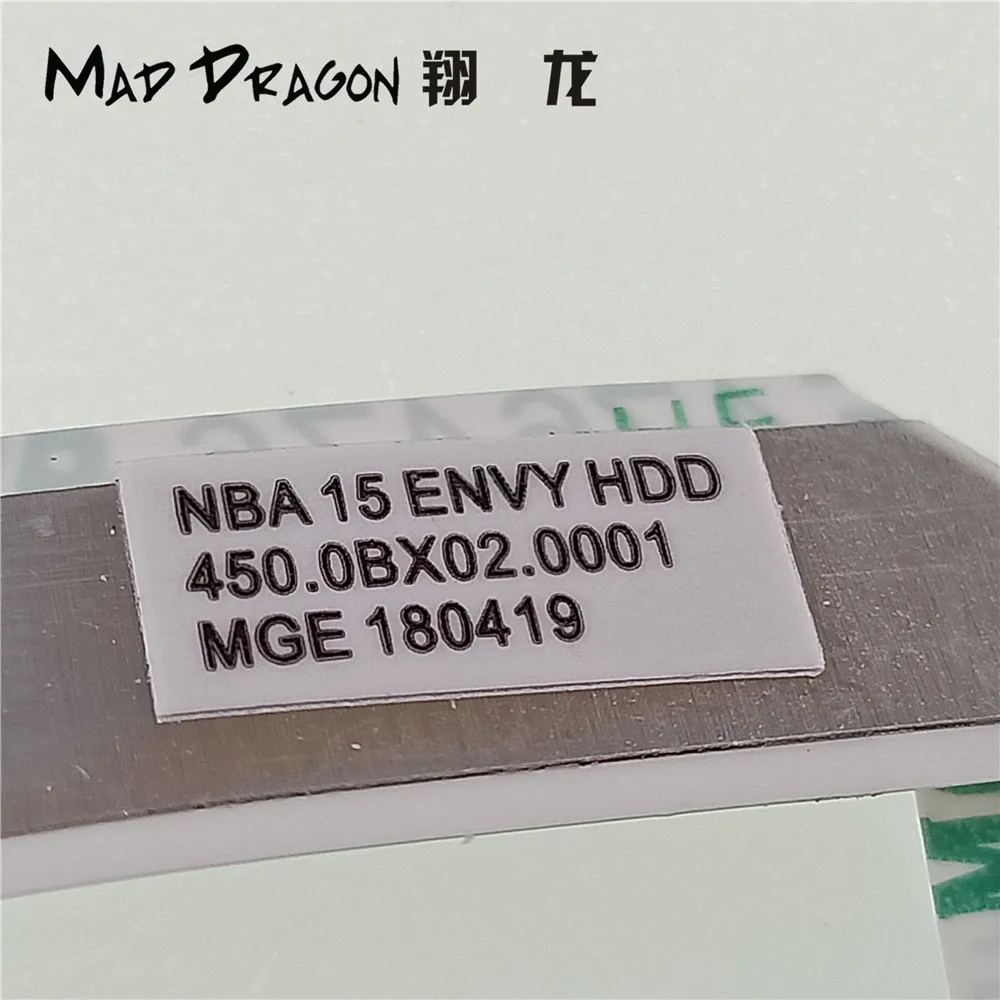 MAD DRAGON 翔 龙
NBA 15 ENVY HDD
450.0BX02.0001
MGE 180419